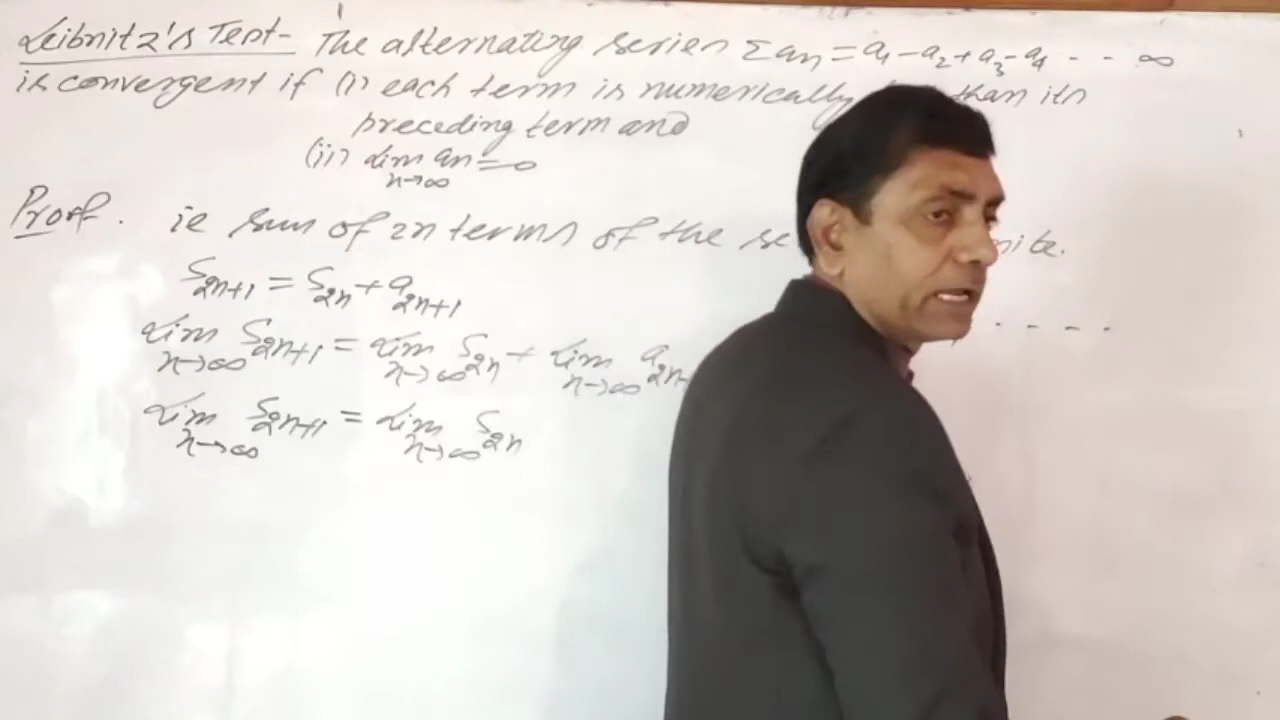 Leibnitz's Test- The alternating series Σan = a1 - a2 + a3 - a4 - - - ∞
is convergent if (i) each term is numerically than its
preceding term and
(ii) Lim n→∞ an = 0
Proof. ie sum of 2n terms of the
S2n+1 = S2n + a2n+1
Lim n→∞ S2n+1 = Lim n→∞ S2n + Lim n→∞ a2n
Lim n→∞ S2n+1 = Lim n→∞ S2n